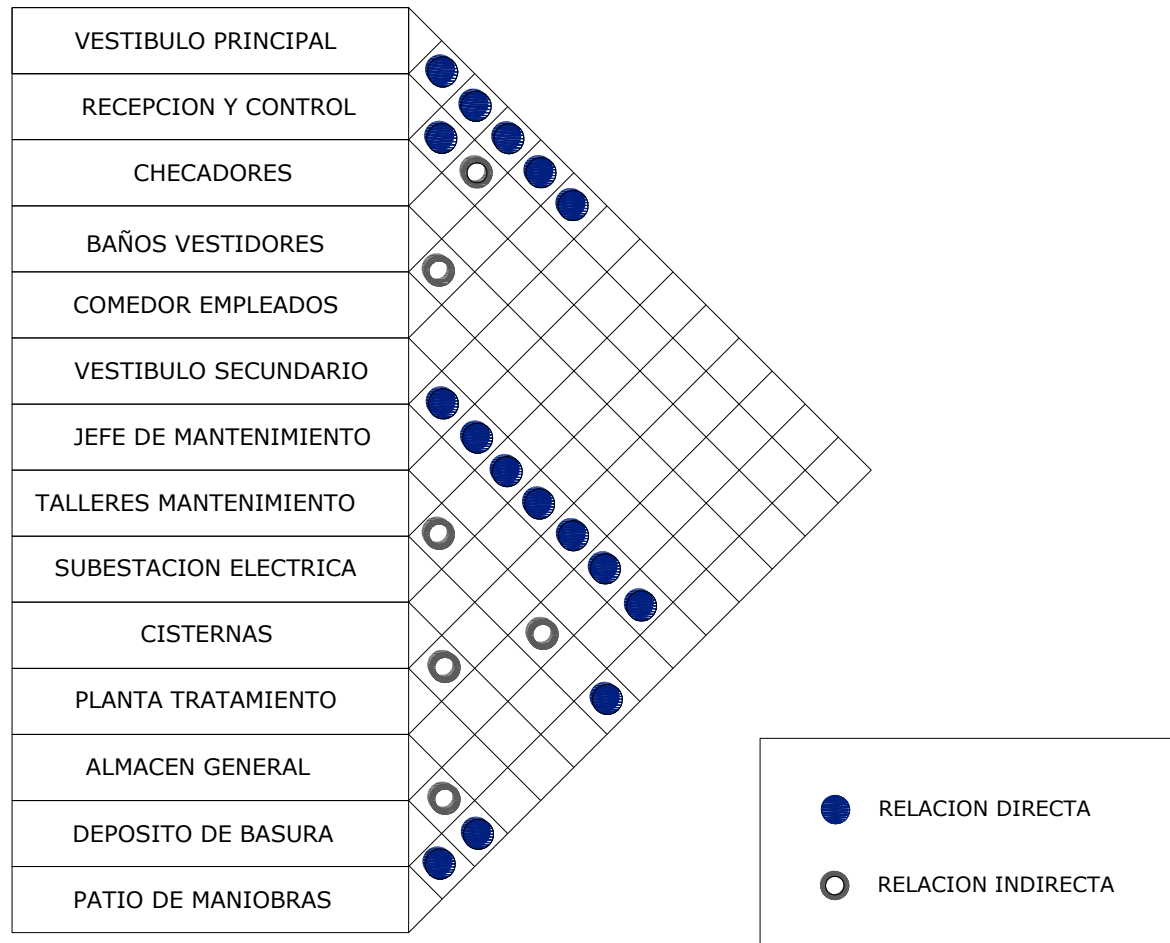 VESTIBULO PRINCIPAL
RECEPCION Y CONTROL
CHECADORES
BAÑOS VESTIDORES
COMEDOR EMPLEADOS
VESTIBULO SECUNDARIO
JEFE DE MANTENIMIENTO
TALLERES MANTENIMIENTO
SUBESTACION ELECTRICA
CISTERNAS
PLANTA TRATAMIENTO
ALMACEN GENERAL
DEPOSITO DE BASURA
PATIO DE MANIOBRAS
RELACION DIRECTA
RELACION INDIRECTA